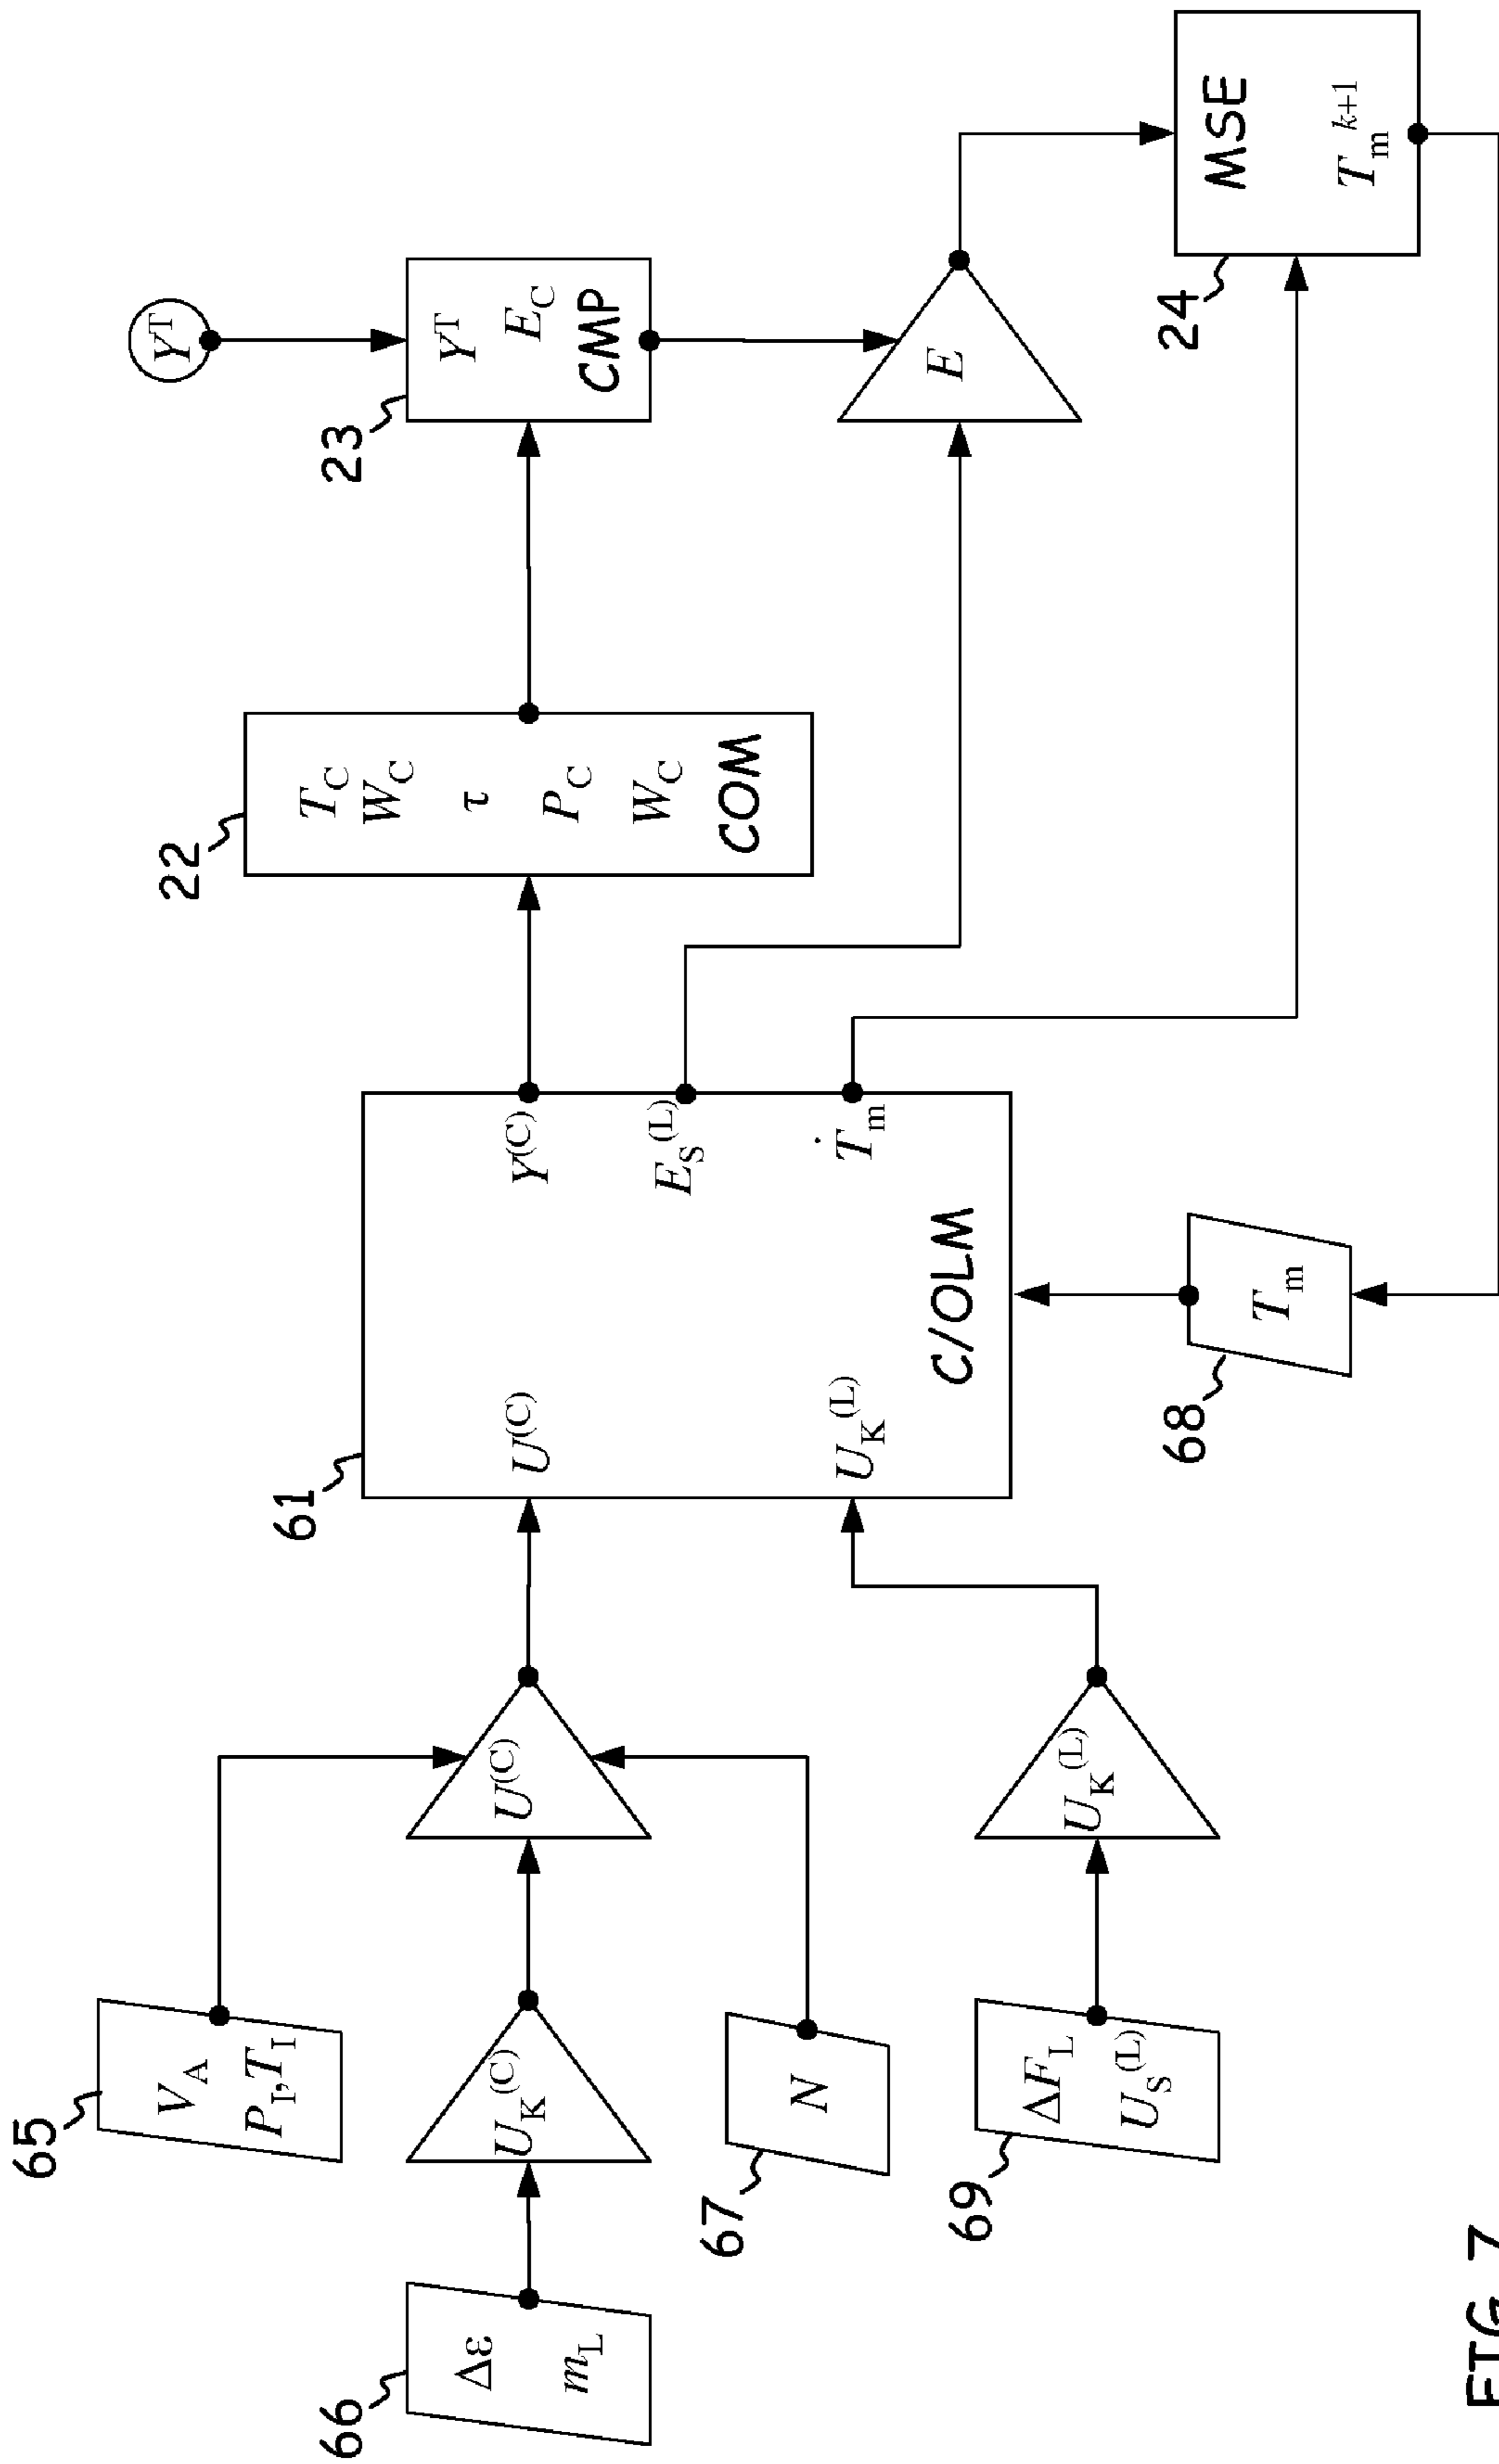 66
Δε
m_L
65
V_A
P_I,T_I
U_K^(C)
67
N
69
ΔF_L
U_S^(L)
U^(C)
U_K^(L)
61
U^(C)
U_K^(L)
Y^(C)
E_S^(L)
Ṫ_m
C/OLM
68
T_m
22
T_C
W_C
τ
P_C
W_C
COM
Y^T
23
Y^T
E_C
CMP
E
24
MSE
T_m^k+1
FIG 7